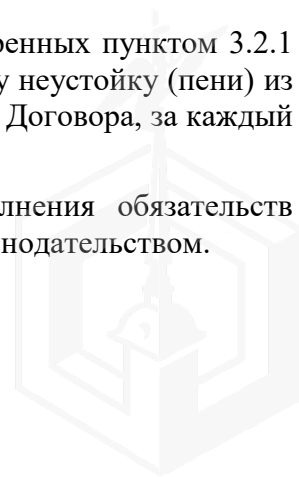 ренных пунктом 3.2.1
у неустойку (пени) из
Договора, за каждый
лнения обязательств
нодательством.